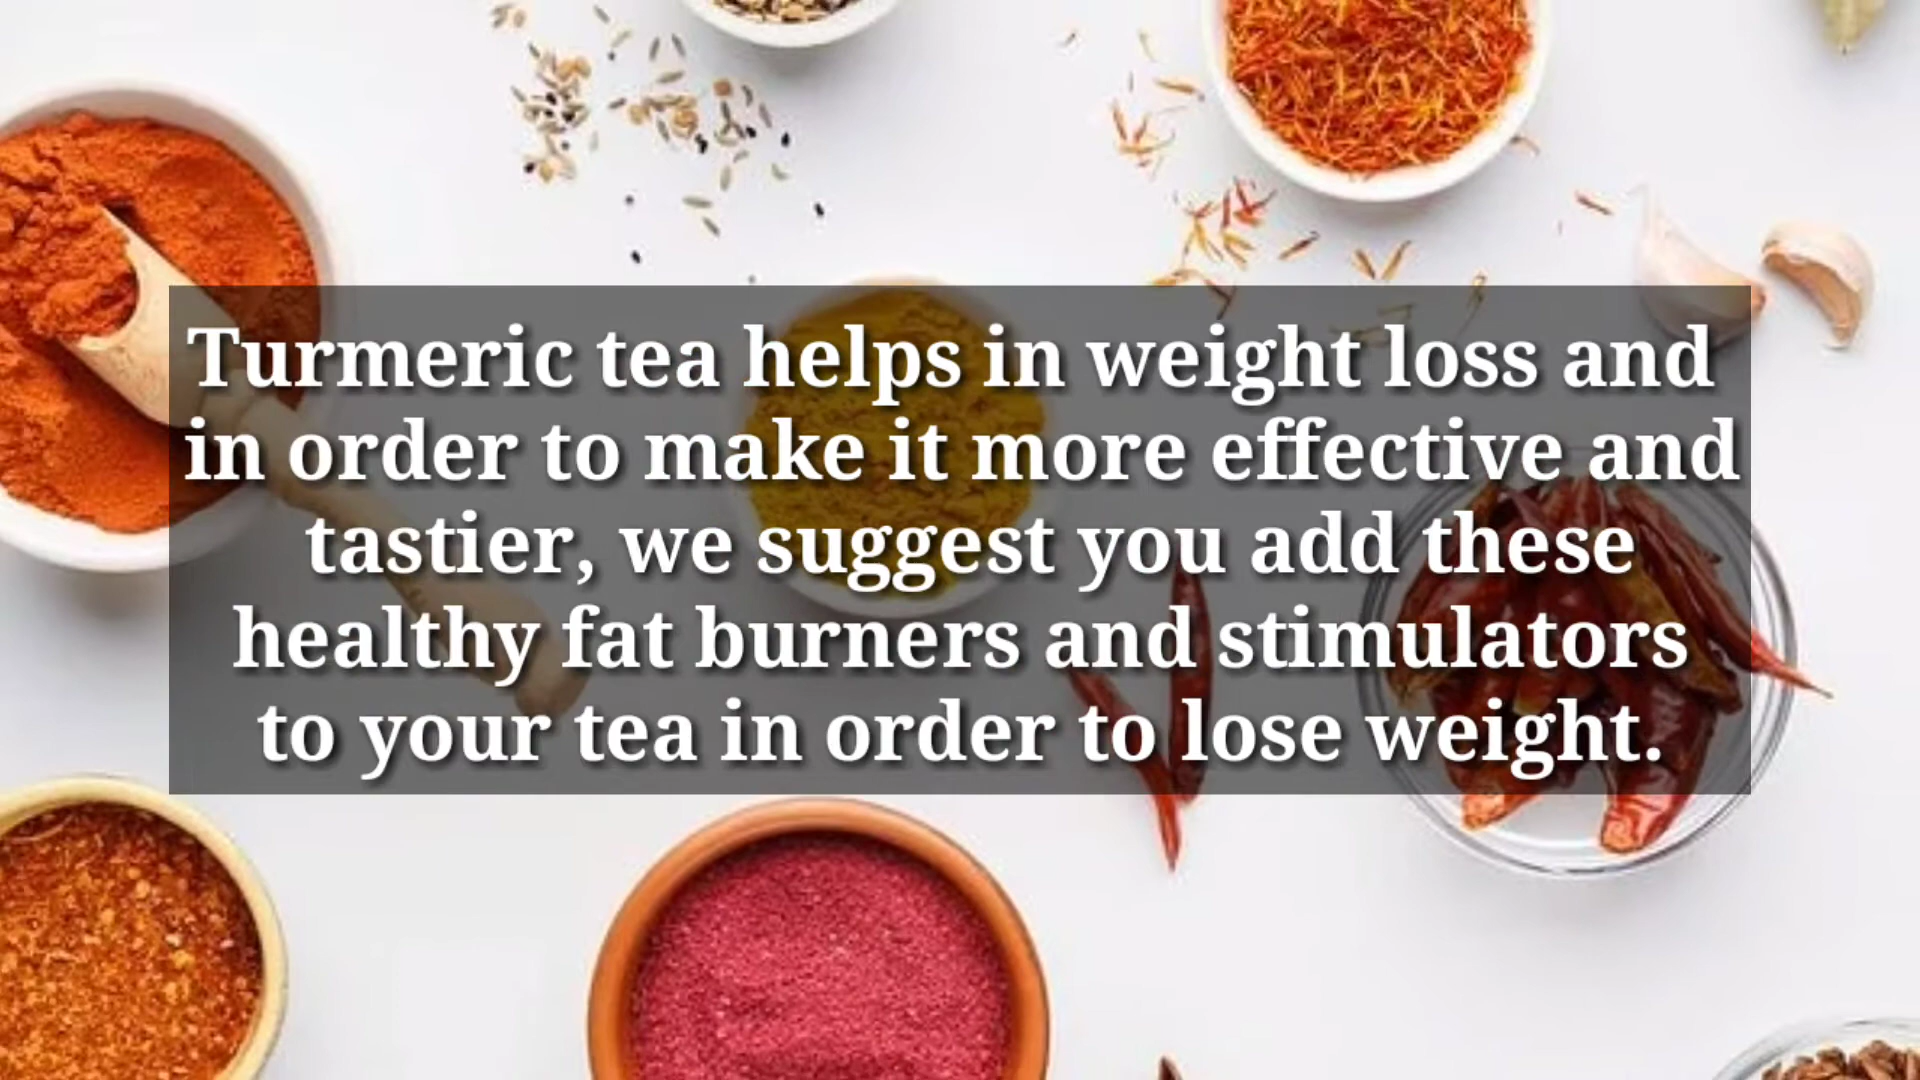 Turmeric tea helps in weight loss and
in order to make it more effective and
tastier, we suggest you add these
healthy fat burners and stimulators
to your tea in order to lose weight.